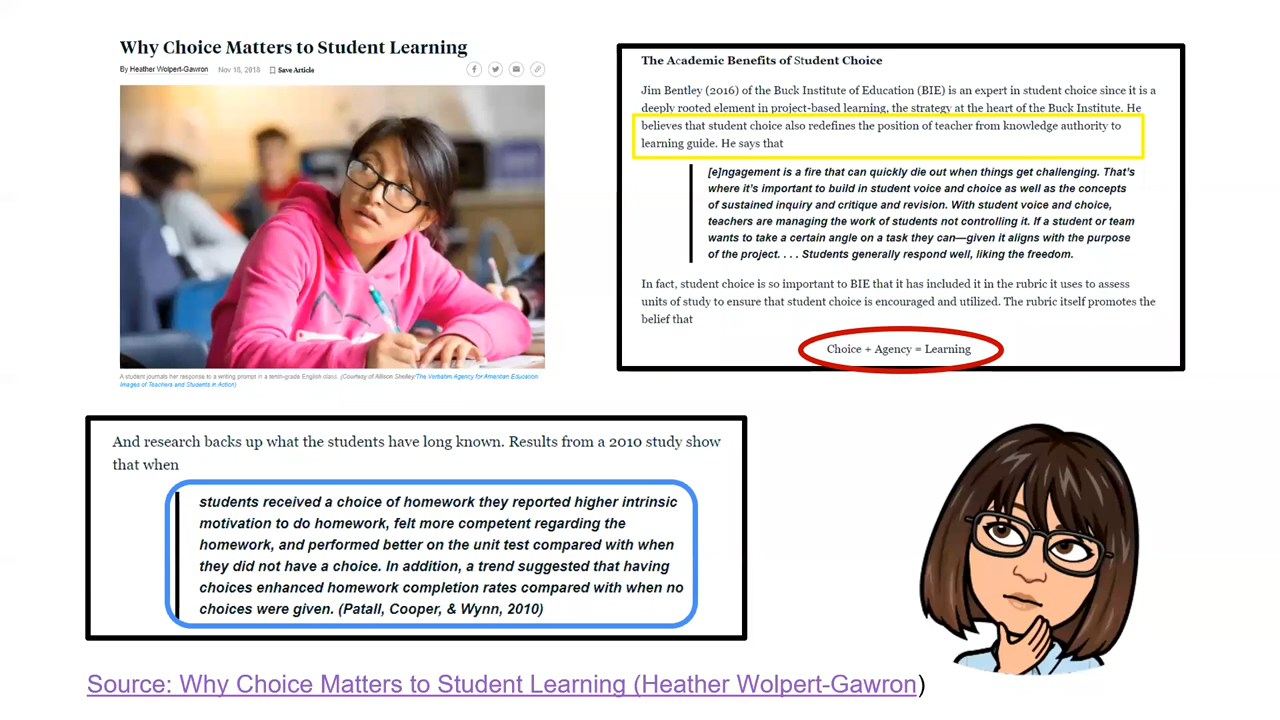 Why Choice Matters to Student Learning
By Heather Wolpert-Gawron Nov 18, 2018 Save Article
A student journals her response to a writing prompt in a tenth-grade English class. (Courtesy of Allison Shelley/The Verbatim Agency for American Education
Images of Teachers and Students in Action)
The Academic Benefits of Student Choice
Jim Bentley (2016) of the Buck Institute of Education (BIE) is an expert in student choice since it is a
deeply rooted element in project-based learning, the strategy at the heart of the Buck Institute. He
believes that student choice also redefines the position of teacher from knowledge authority to
learning guide. He says that
[e]ngagement is a fire that can quickly die out when things get challenging. That's
where it's important to build in student voice and choice as well as the concepts
of sustained inquiry and critique and revision. With student voice and choice,
teachers are managing the work of students not controlling it. If a student or team
wants to take a certain angle on a task they can—given it aligns with the purpose
of the project. . . . Students generally respond well, liking the freedom.
In fact, student choice is so important to BIE that it has included it in the rubric it uses to assess
units of study to ensure that student choice is encouraged and utilized. The rubric itself promotes the
belief that
Choice + Agency = Learning
And research backs up what the students have long known. Results from a 2010 study show
that when
students received a choice of homework they reported higher intrinsic
motivation to do homework, felt more competent regarding the
homework, and performed better on the unit test compared with when
they did not have a choice. In addition, a trend suggested that having
choices enhanced homework completion rates compared with when no
choices were given. (Patall, Cooper, & Wynn, 2010)
Source: Why Choice Matters to Student Learning (Heather Wolpert-Gawron)